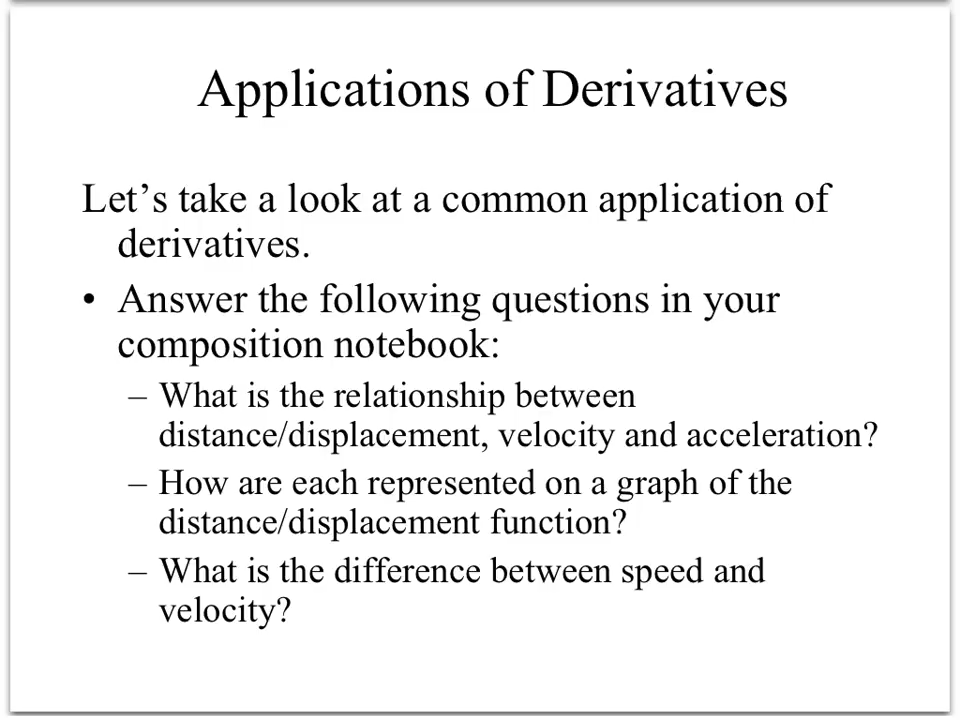 Applications of Derivatives
Let’s take a look at a common application of
derivatives.
• Answer the following questions in your
composition notebook:
– What is the relationship between
distance/displacement, velocity and acceleration?
– How are each represented on a graph of the
distance/displacement function?
– What is the difference between speed and
velocity?